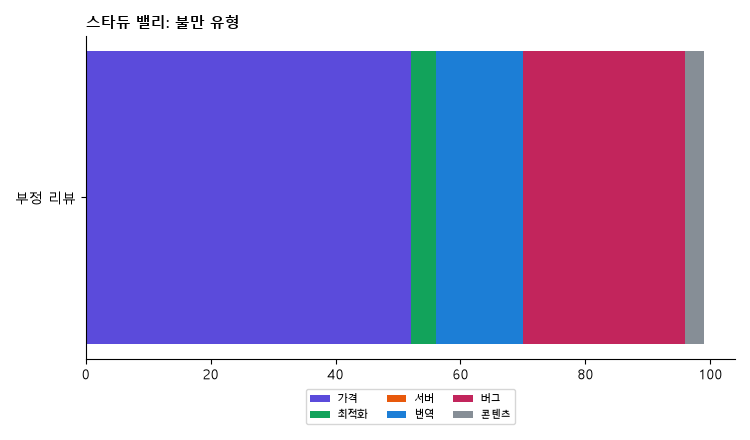 스타듀 밸리: 불만 유형
부정 리뷰
0 20 40 60 80 100
가격 서버 버그
최적화 번역 콘텐츠